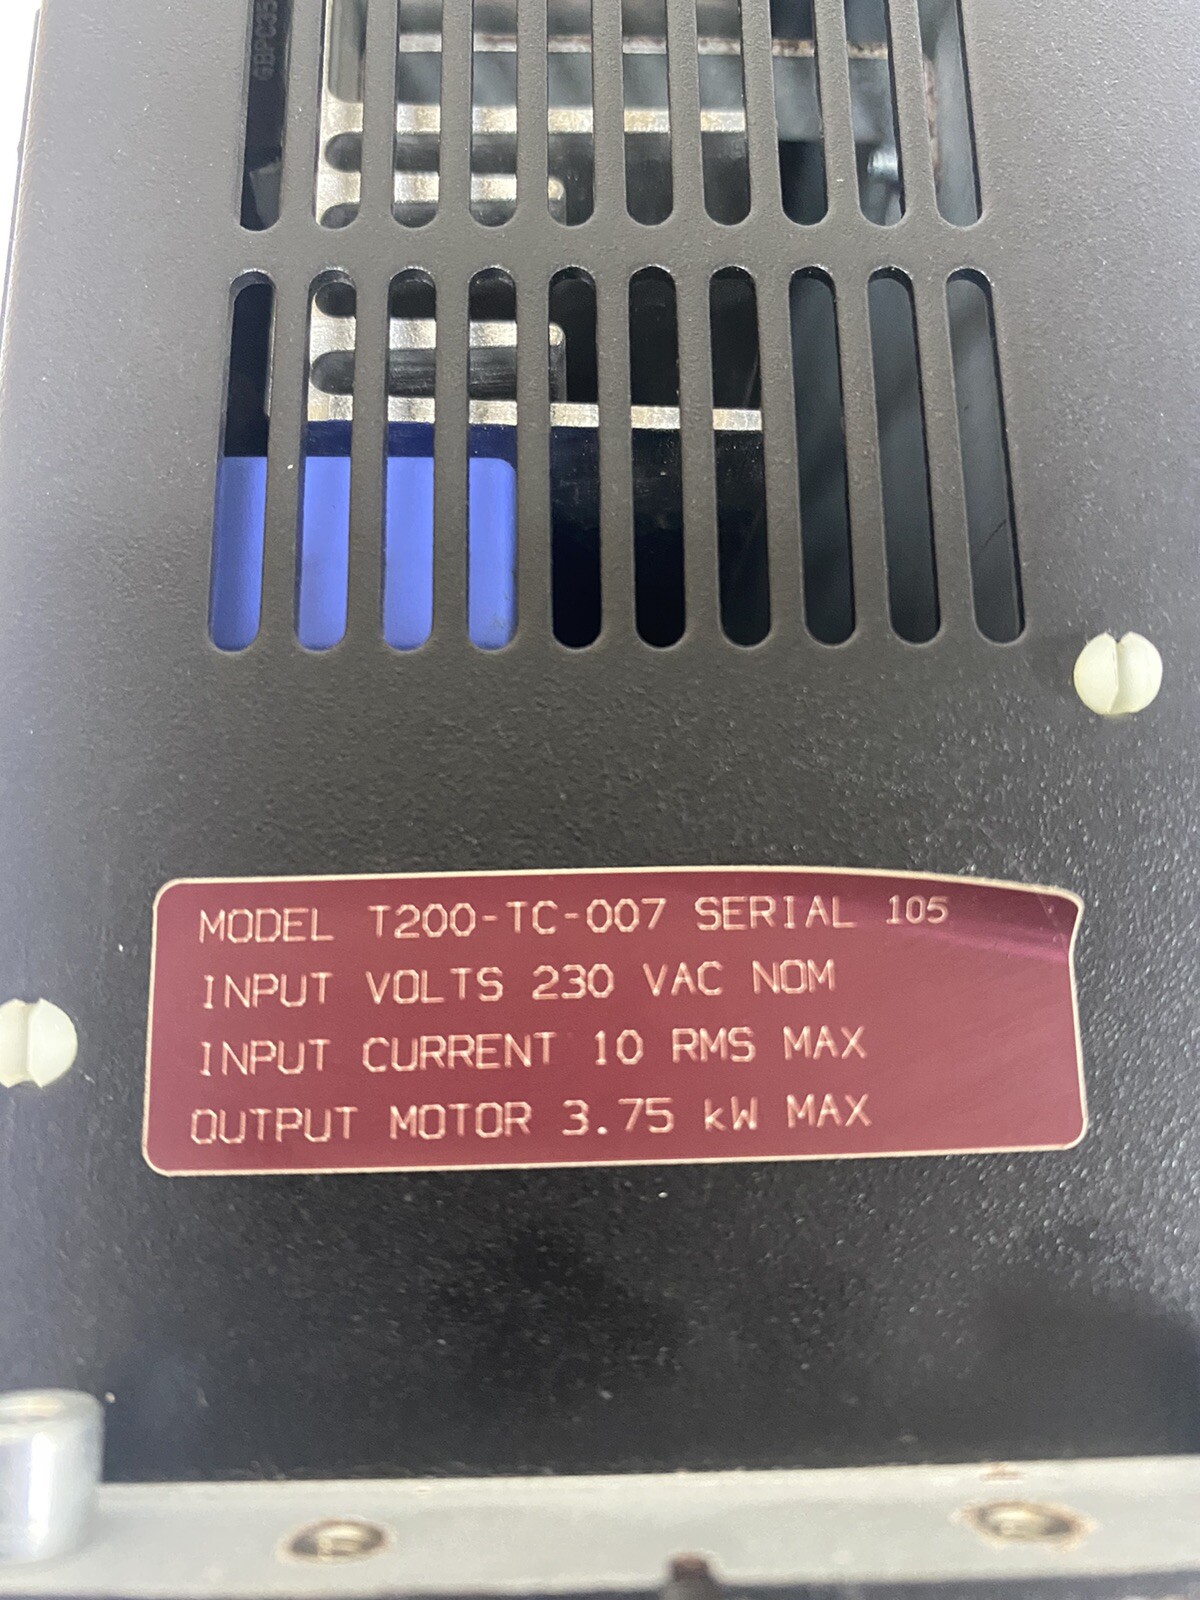 GBPC35
MODEL T200-TC-007 SERIAL 105
INPUT VOLTS 230 VAC NOM
INPUT CURRENT 10 RMS MAX
OUTPUT MOTOR 3.75 kW MAX